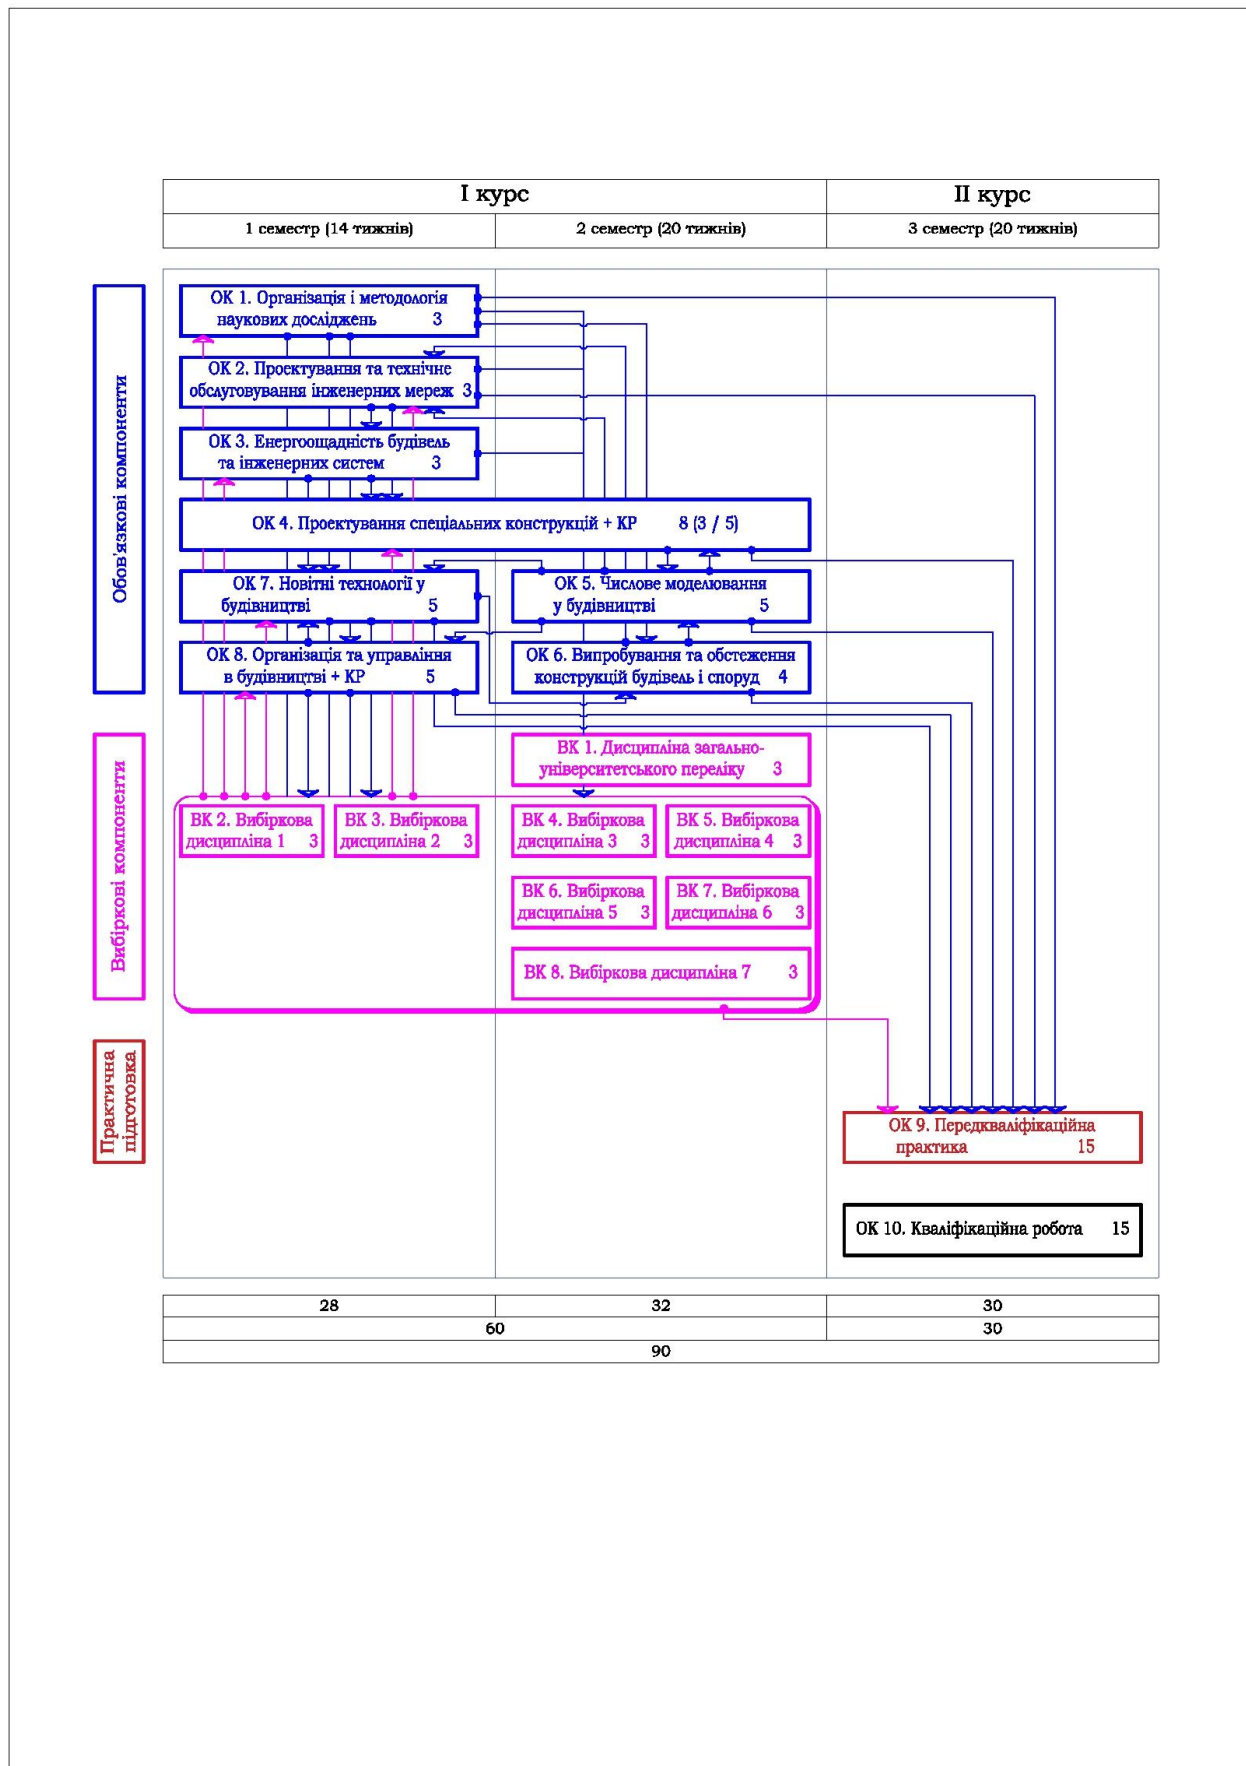 І курс
ІІ курс
1 семестр (14 тижнів)
2 семестр (20 тижнів)
3 семестр (20 тижнів)
Обов'язкові компоненти
ОК 1. Організація і методологія
наукових досліджень 3
ОК 2. Проектування та технічне
обслуговування інженерних мереж 3
ОК 3. Енергоощадність будівель
та інженерних систем 3
ОК 4. Проектування спеціальних конструкцій + КР 8 (3 / 5)
ОК 7. Новітні технології у
будівництві 5
ОК 5. Числове моделювання
у будівництві 5
ОК 8. Організація та управління
в будівництві + КР 5
ОК 6. Випробування та обстеження
конструкцій будівель і споруд 4
Вибіркові компоненти
ВК 1. Дисципліна загально-
університетського переліку 3
ВК 2. Вибіркова
дисципліна 1 3
ВК 3. Вибіркова
дисципліна 2 3
ВК 4. Вибіркова
дисципліна 3 3
ВК 5. Вибіркова
дисципліна 4 3
ВК 6. Вибіркова
дисципліна 5 3
ВК 7. Вибіркова
дисципліна 6 3
ВК 8. Вибіркова дисципліна 7 3
Практична
підготовка
ОК 9. Передкваліфікаційна
практика 15
ОК 10. Кваліфікаційна робота 15
28
32
30
60
30
90